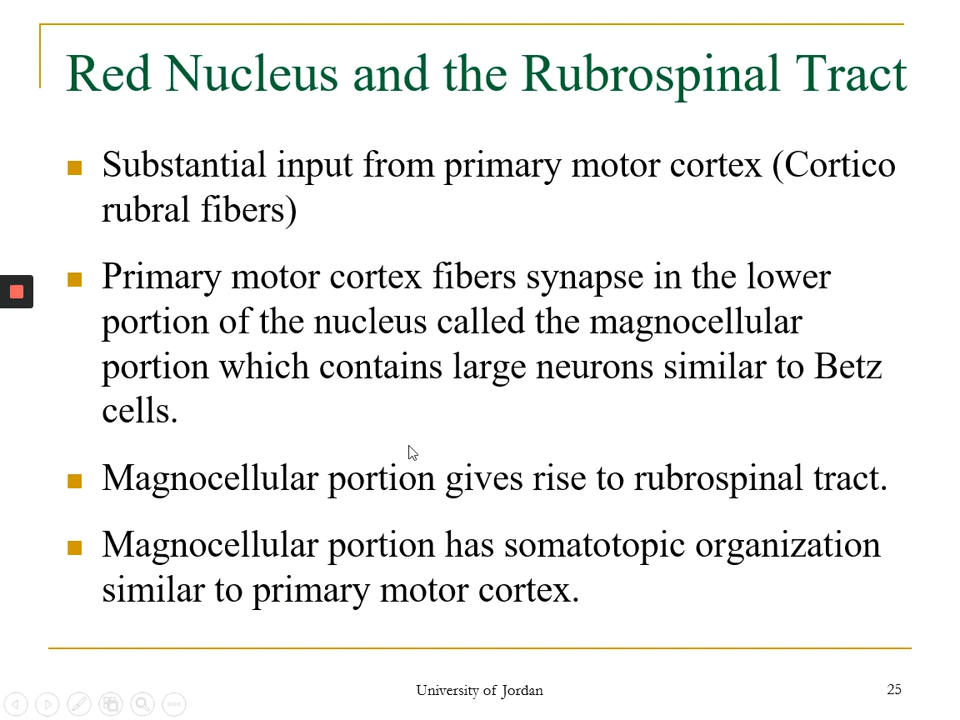 Red Nucleus and the Rubrospinal Tract
Substantial input from primary motor cortex (Cortico
rubral fibers)
Primary motor cortex fibers synapse in the lower
portion of the nucleus called the magnocellular
portion which contains large neurons similar to Betz
cells.
Magnocellular portion gives rise to rubrospinal tract.
Magnocellular portion has somatotopic organization
similar to primary motor cortex.
University of Jordan
25